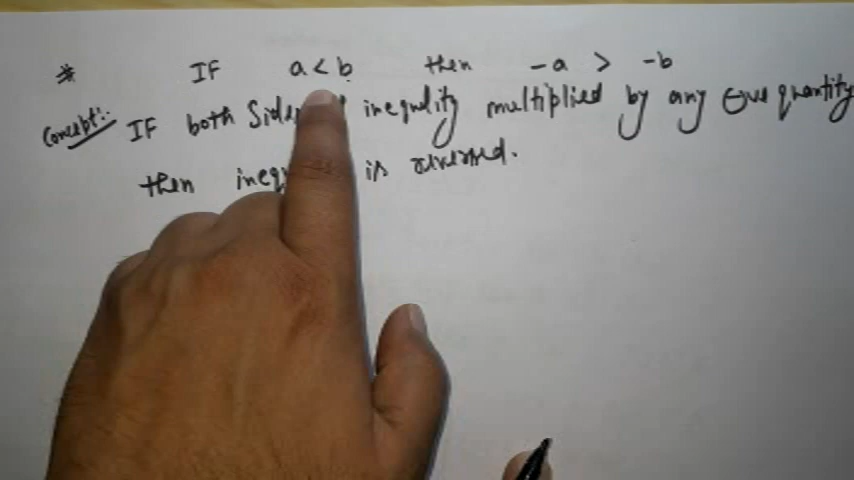 * IF a < b then -a > -b
Concept:- IF both Sides inequality multiplied by any ⊖ve quantity
then is reversed.